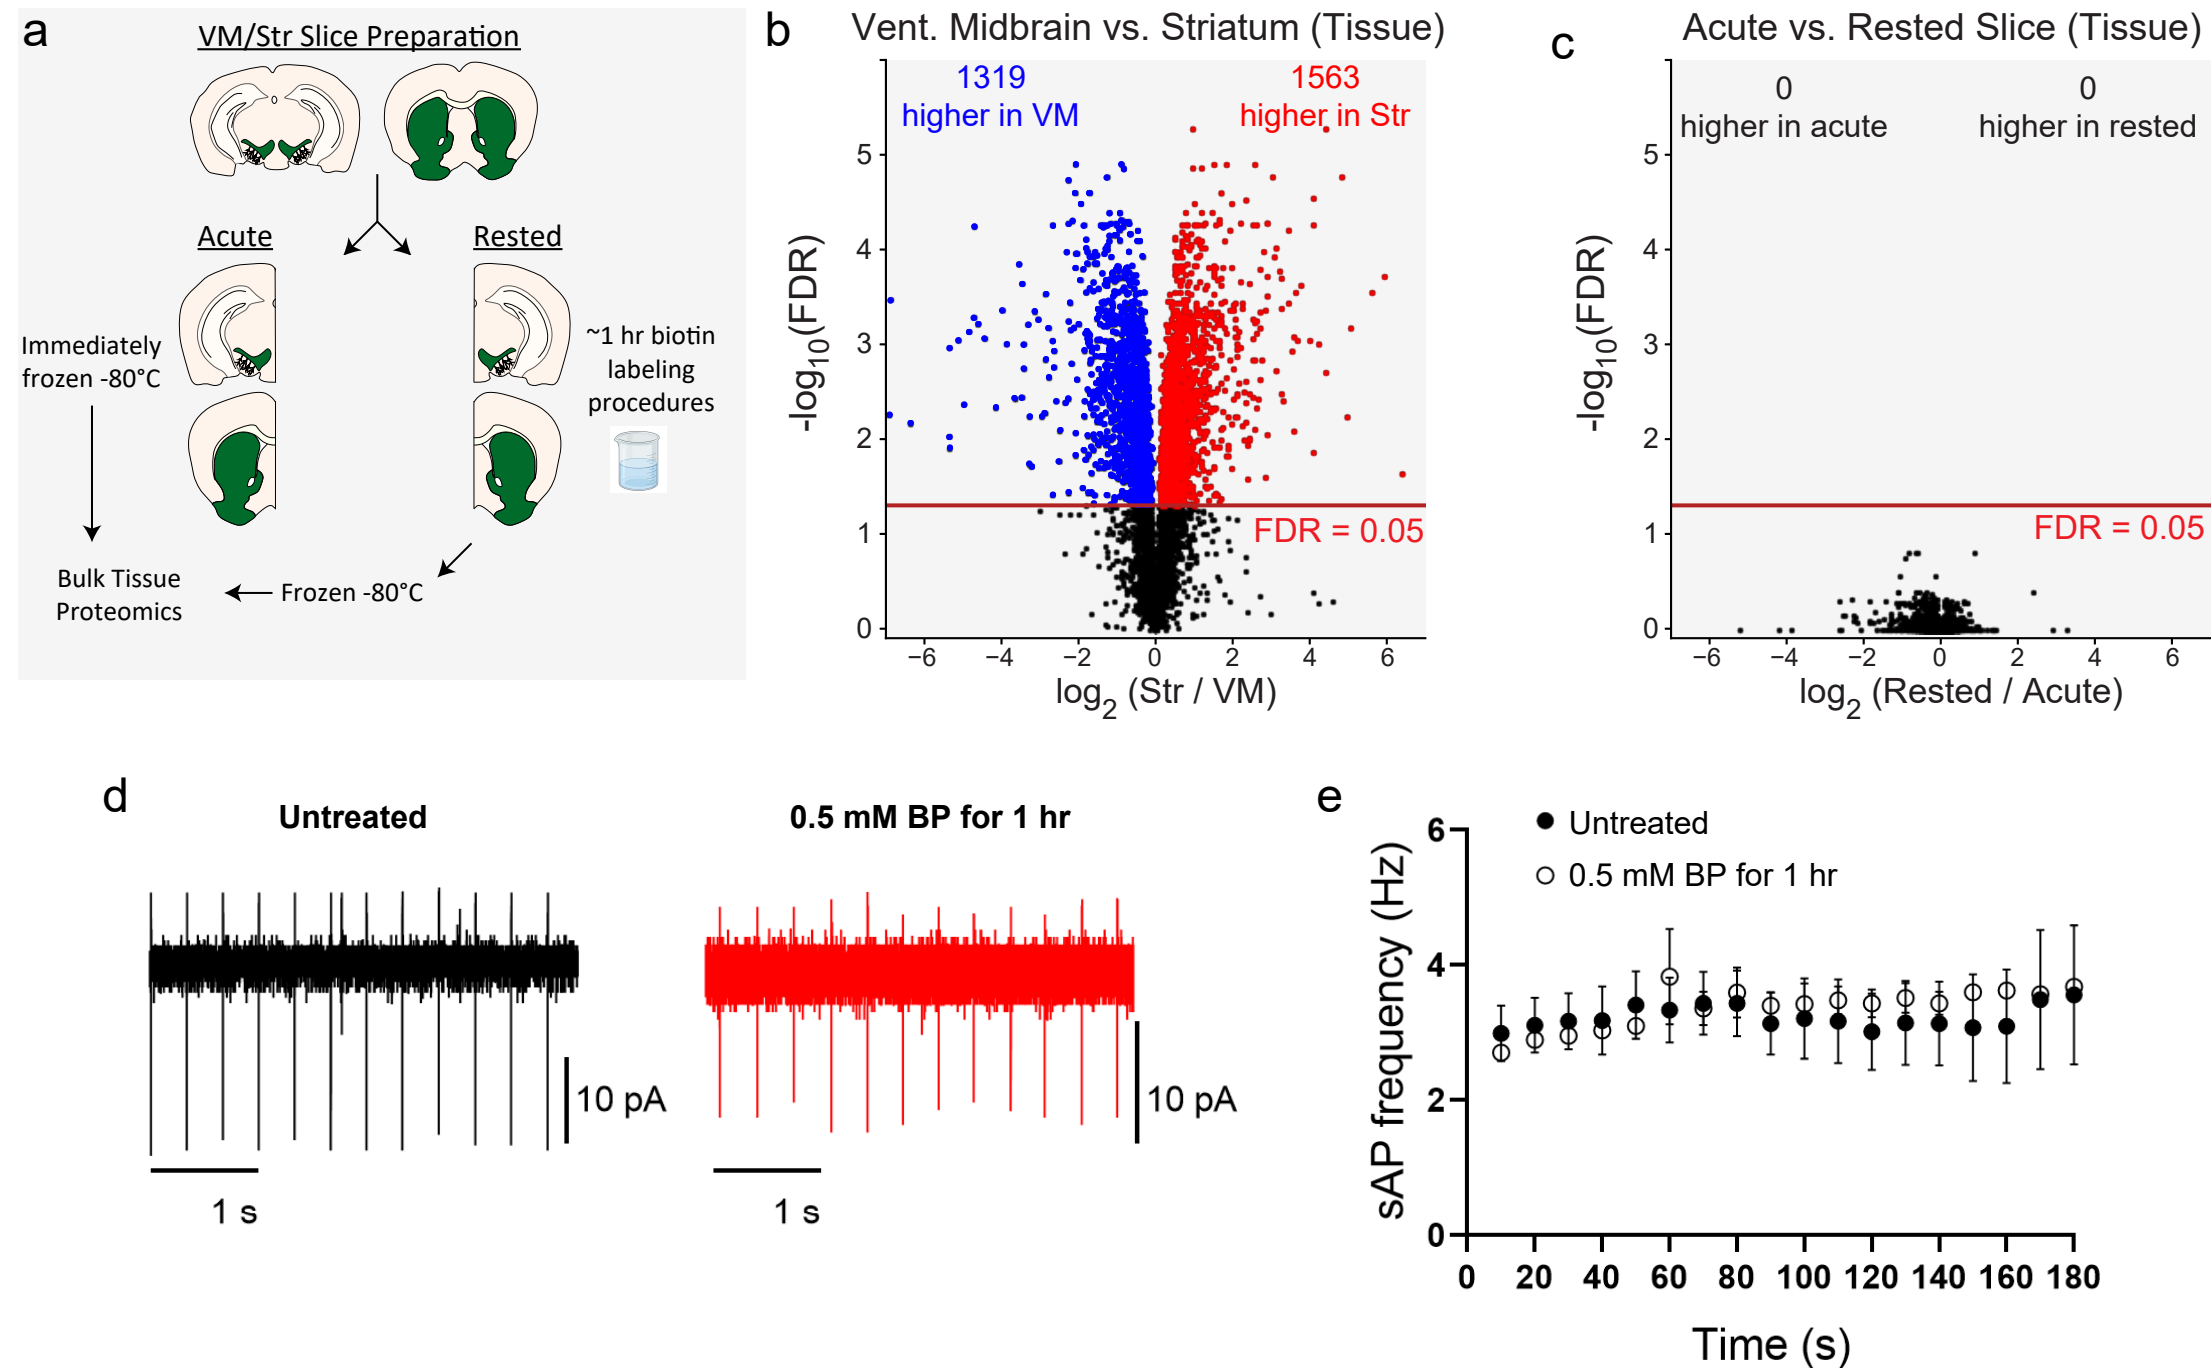 a
VM/Str Slice Preparation
Acute
Rested
Immediately
frozen -80°C
~1 hr biotin
labeling
procedures
Bulk Tissue
Proteomics
Frozen -80°C
b
Vent. Midbrain vs. Striatum (Tissue)
1319
higher in VM
1563
higher in Str
-log10(FDR)
5
4
3
2
1
0
FDR = 0.05
−6 −4 −2 0 2 4 6
log2 (Str / VM)
c
Acute vs. Rested Slice (Tissue)
0
higher in acute
0
higher in rested
-log10(FDR)
5
4
3
2
1
0
FDR = 0.05
−6 −4 −2 0 2 4 6
log2 (Rested / Acute)
d
Untreated
10 pA
1 s
0.5 mM BP for 1 hr
10 pA
1 s
e
Untreated
0.5 mM BP for 1 hr
sAP frequency (Hz)
6
4
2
0
0 20 40 60 80 100 120 140 160 180
Time (s)